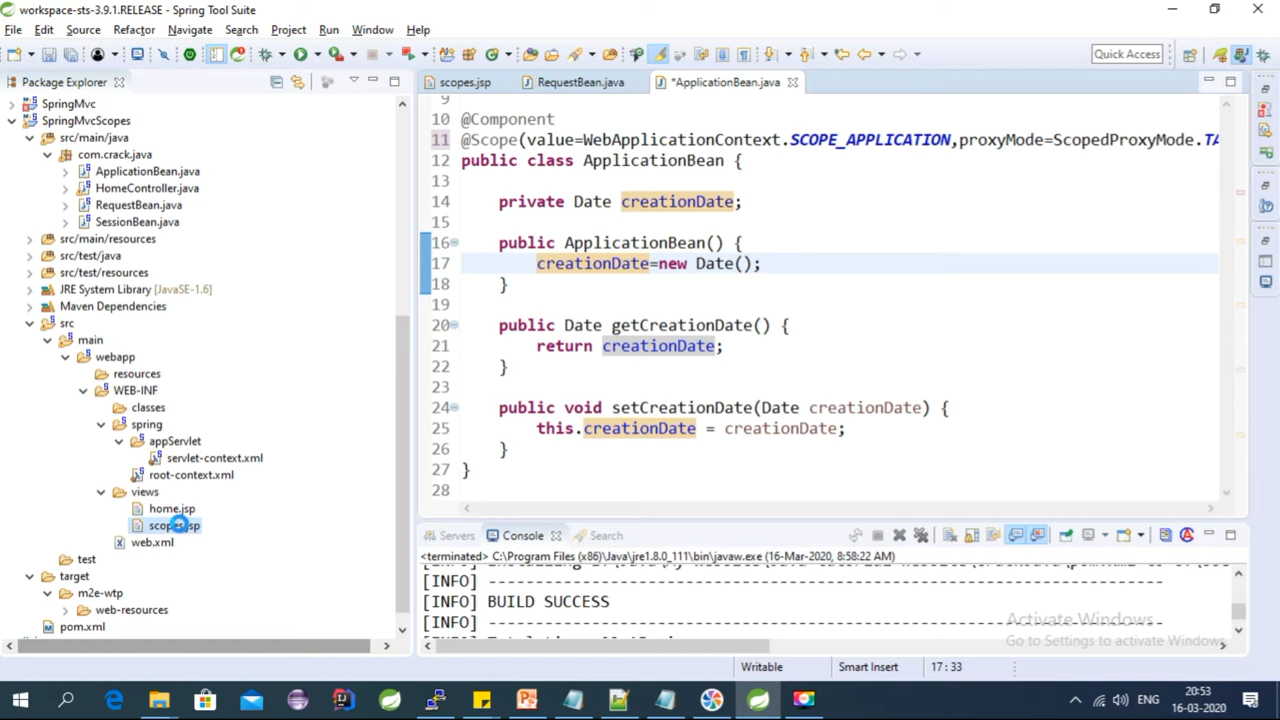 workspace-sts-3.9.1.RELEASE - Spring Tool Suite
File Edit Source Refactor Navigate Search Project Run Window Help
Quick Access
Package Explorer
SpringMvc
SpringMvcScopes
src/main/java
com.crack.java
ApplicationBean.java
HomeController.java
RequestBean.java
SessionBean.java
src/main/resources
src/test/java
src/test/resources
JRE System Library [JavaSE-1.6]
Maven Dependencies
src
main
webapp
resources
WEB-INF
classes
spring
appServlet
servlet-context.xml
root-context.xml
views
home.jsp
scopes.jsp
web.xml
test
target
m2e-wtp
web-resources
pom.xml
scopes.jsp RequestBean.java *ApplicationBean.java
9
10 @Component
11 @Scope(value=WebApplicationContext.SCOPE_APPLICATION,proxyMode=ScopedProxyMode.TA
12 public class ApplicationBean {
13
14 private Date creationDate;
15
16 public ApplicationBean() {
17 creationDate=new Date();
18 }
19
20 public Date getCreationDate() {
21 return creationDate;
22 }
23
24 public void setCreationDate(Date creationDate) {
25 this.creationDate = creationDate;
26 }
27 }
28
Servers Console Search
<terminated> C:\Program Files (x86)\Java\jre1.8.0_111\bin\javaw.exe (16-Mar-2020, 8:58:22 AM)
[INFO] ------------------------------------------------------------------------
[INFO] BUILD SUCCESS
[INFO] ------------------------------------------------------------------------
Activate Windows
Go to Settings to activate Windows.
Writable Smart Insert 17 : 33
ENG
20:53
16-03-2020